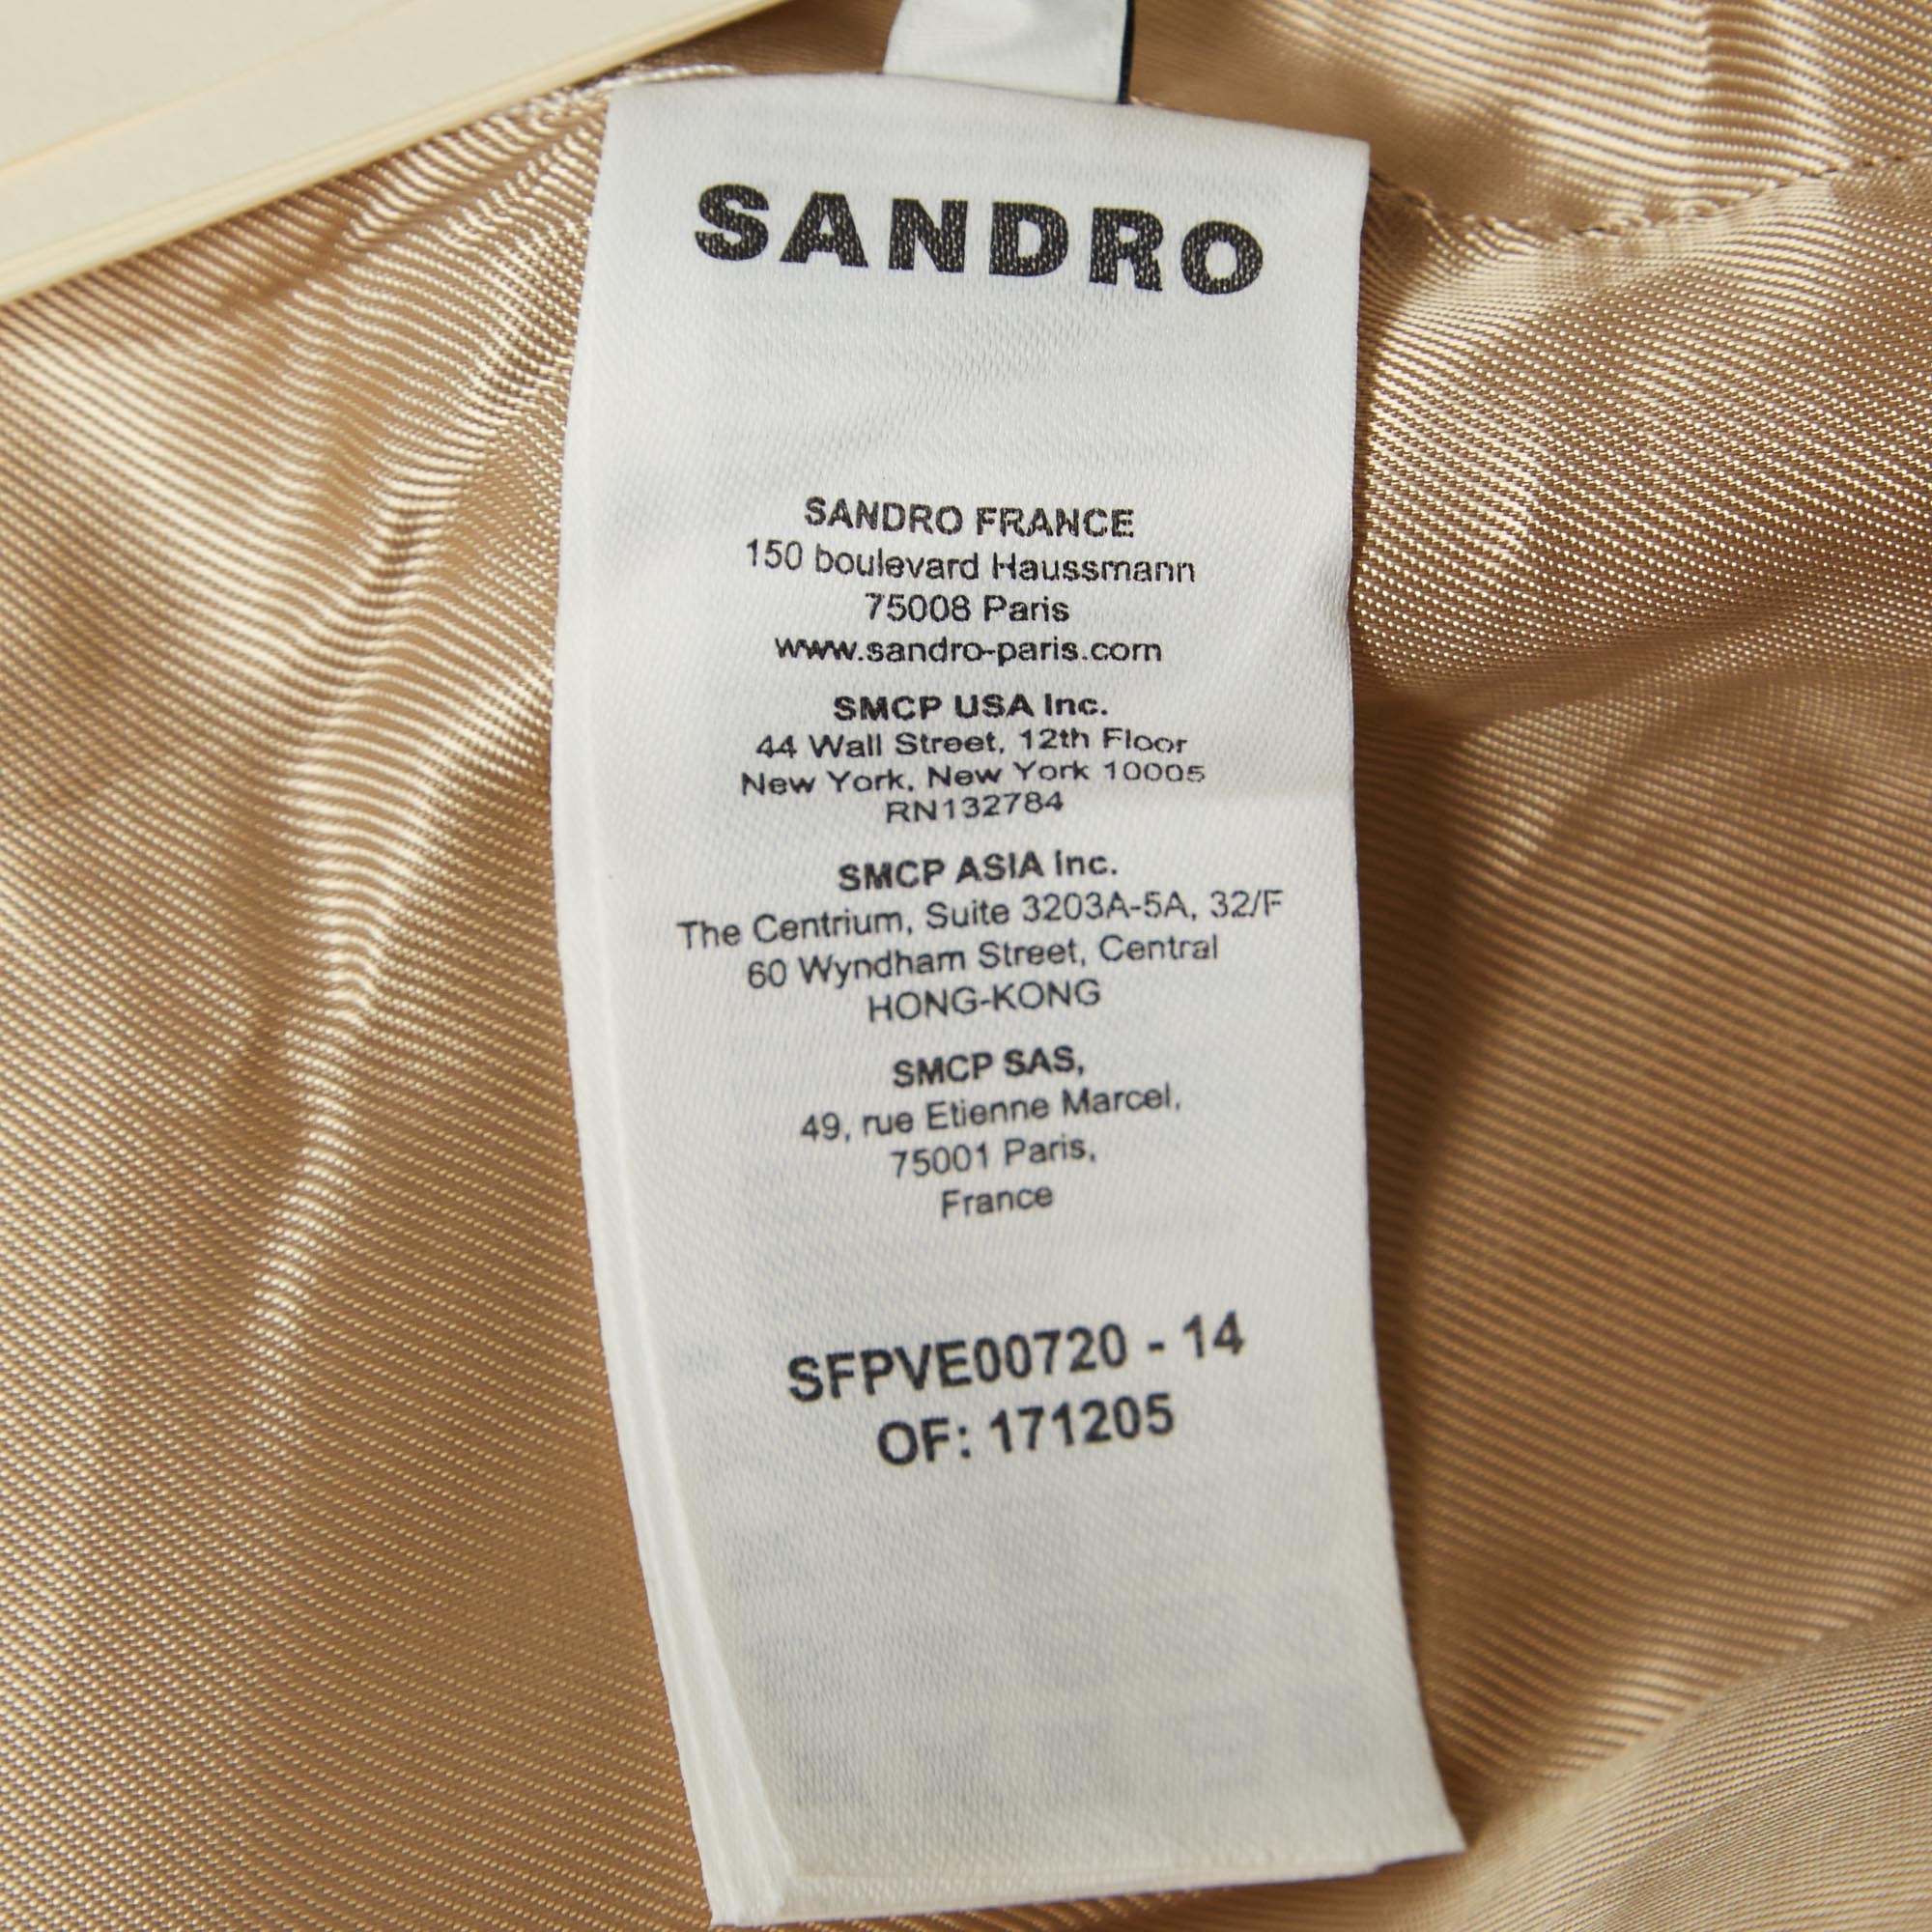 SANDRO
SANDRO FRANCE
150 boulevard Haussmann
75008 Paris
www.sandro-paris.com
SMCP USA Inc.
44 Wall Street, 12th Floor
New York, New York 10005
RN132784
SMCP ASIA Inc.
The Centrium, Suite 3203A-5A, 32/F
60 Wyndham Street, Central
HONG-KONG
SMCP SAS,
49, rue Etienne Marcel,
75001 Paris,
France
SFPVE00720 - 14
OF: 171205